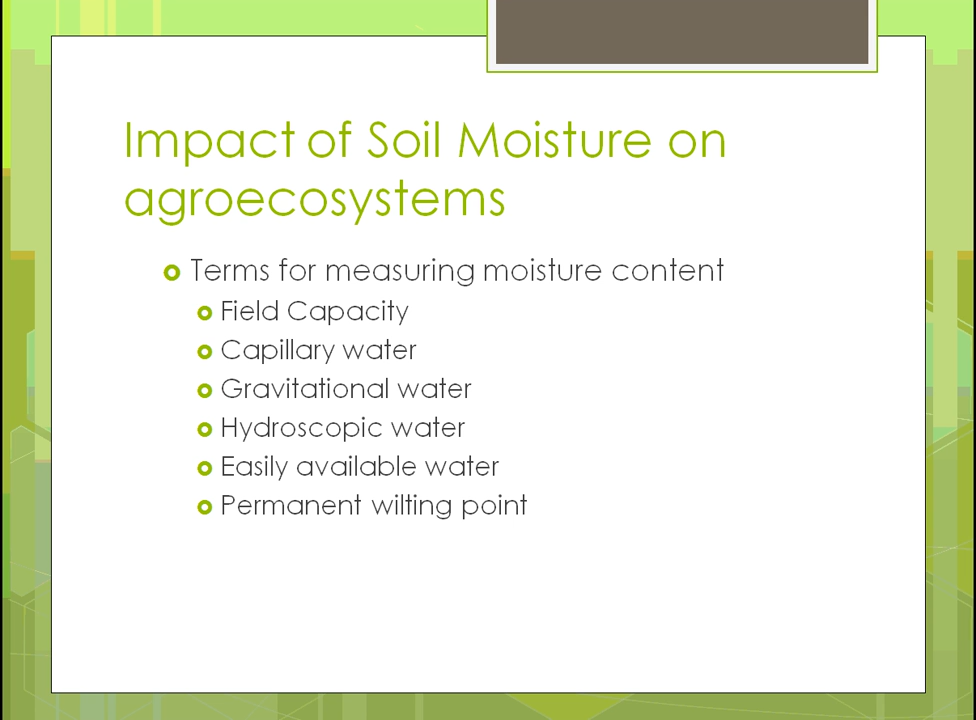 Impact of Soil Moisture on
agroecosystems
Terms for measuring moisture content
Field Capacity
Capillary water
Gravitational water
Hydroscopic water
Easily available water
Permanent wilting point